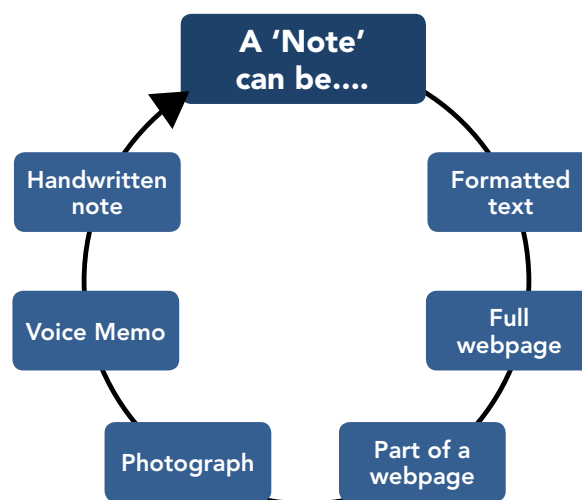 A ‘Note’
can be....
Formatted
text
Full
webpage
Part of a
webpage
Photograph
Voice Memo
Handwritten
note